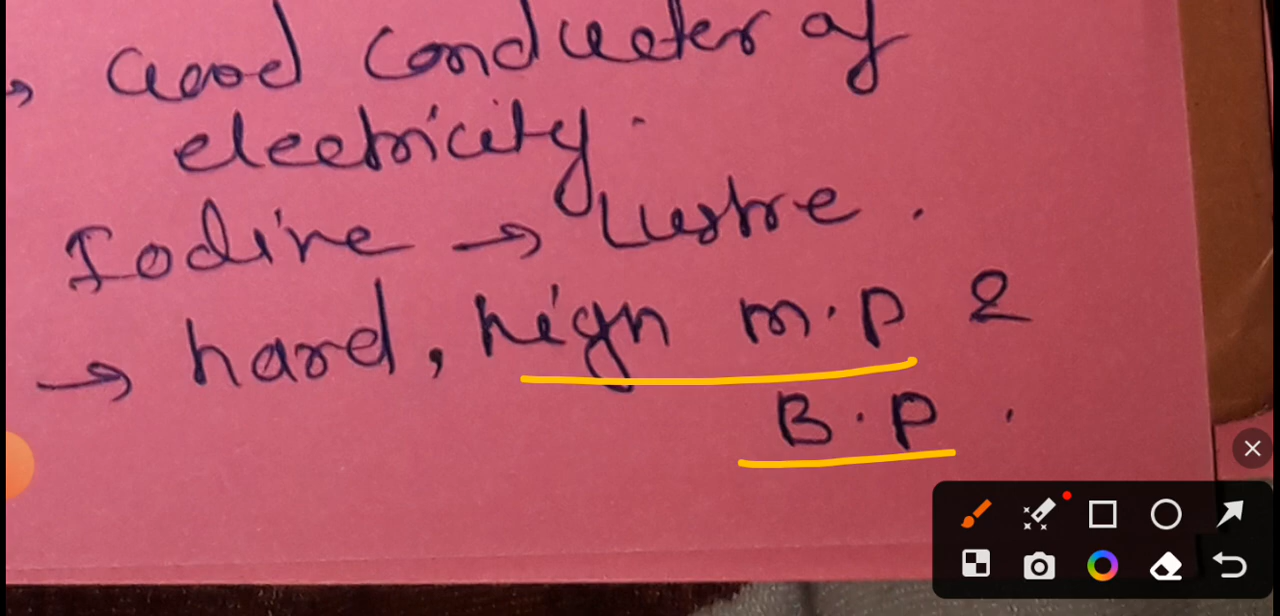 → Good conducter of
electricity.
Iodine → Lustre.
→ hard, high m.p &
B.P.